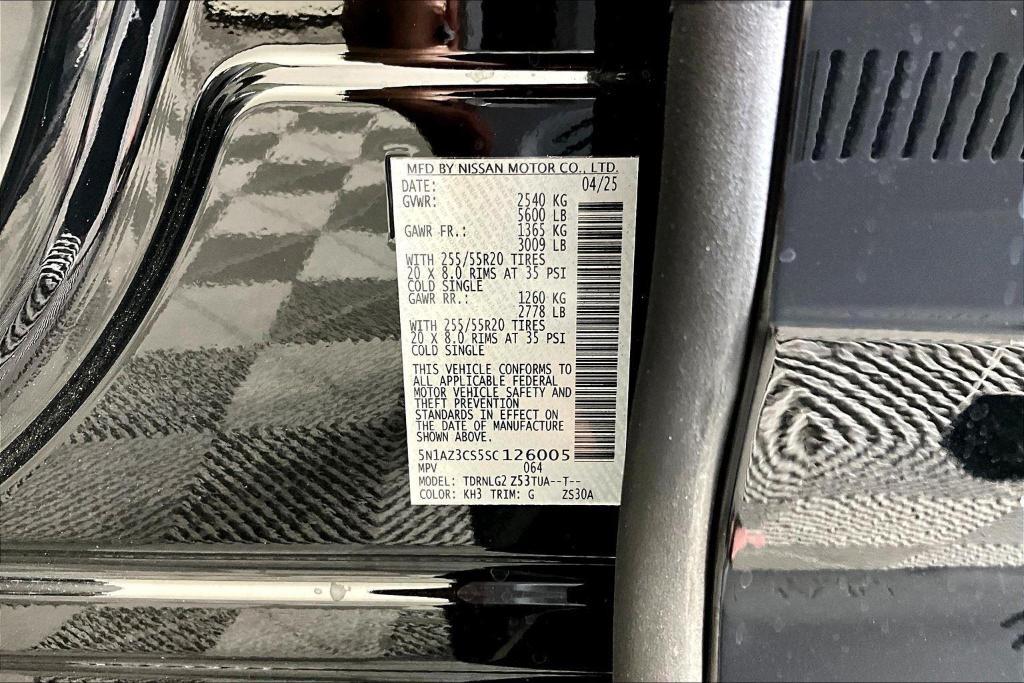 MFD BY NISSAN MOTOR CO., LTD.
DATE: 04/25
GVWR: 2540 KG
5600 LB
GAWR FR.: 1365 KG
3009 LB
WITH 255/55R20 TIRES
20 X 8.0 RIMS AT 35 PSI
COLD SINGLE
GAWR RR.: 1260 KG
2778 LB
WITH 255/55R20 TIRES
20 X 8.0 RIMS AT 35 PSI
COLD SINGLE
THIS VEHICLE CONFORMS TO
ALL APPLICABLE FEDERAL
MOTOR VEHICLE SAFETY AND
THEFT PREVENTION
STANDARDS IN EFFECT ON
THE DATE OF MANUFACTURE
SHOWN ABOVE.
5N1AZ3CS5SC126005
MPV 064
MODEL: TDRNLG2 Z53TUA--T--
COLOR: KH3 TRIM: G ZS30A